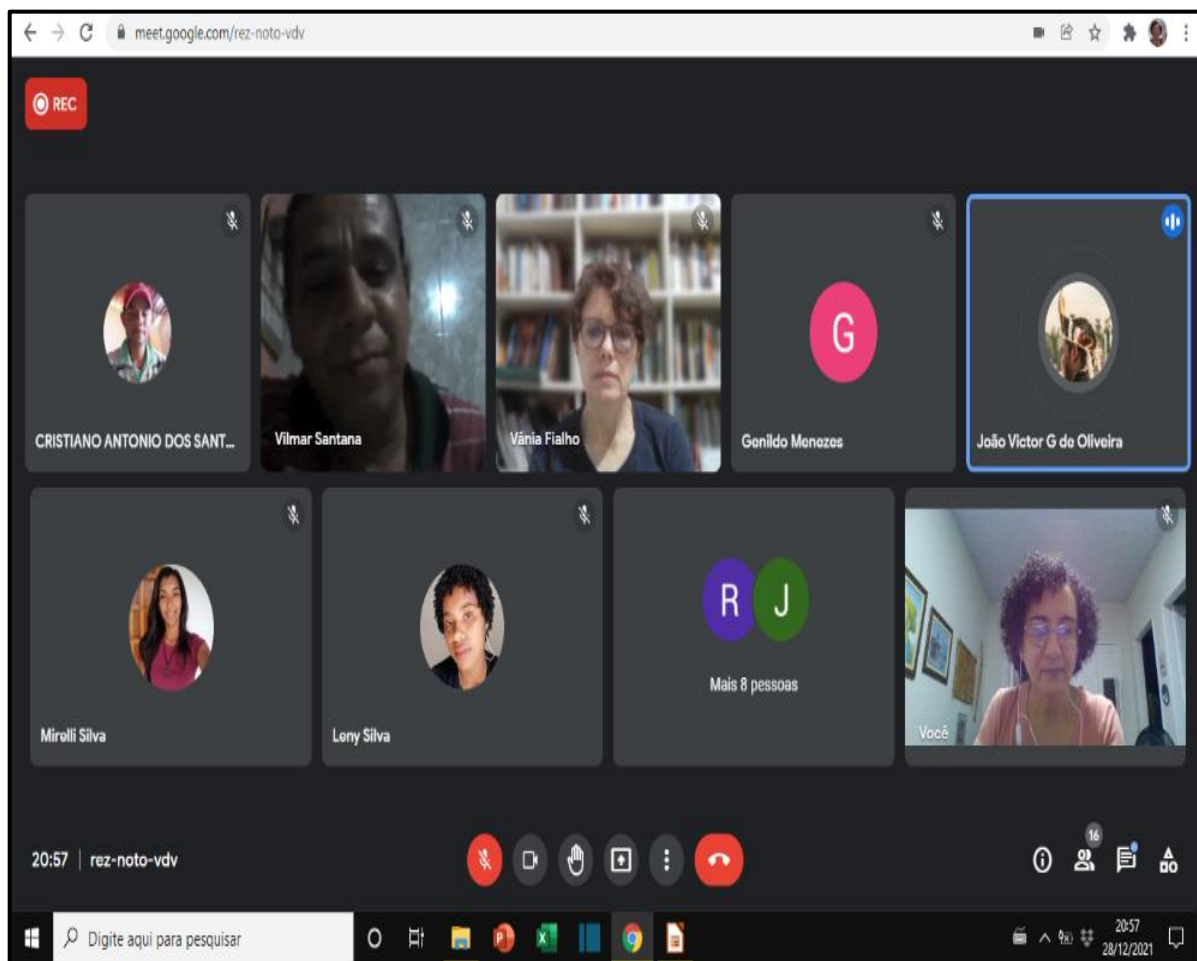 meet.google.com/rez-noto-vdv
REC
CRISTIANO ANTONIO DOS SANT...
Vilmar Santana
Vânia Fialho
G
Genildo Menezes
João Victor G de Oliveira
Mirelli Silva
Leny Silva
R J
Mais 8 pessoas
Você
20:57 | rez-noto-vdv
16
Digite aqui para pesquisar
20:57
28/12/2021